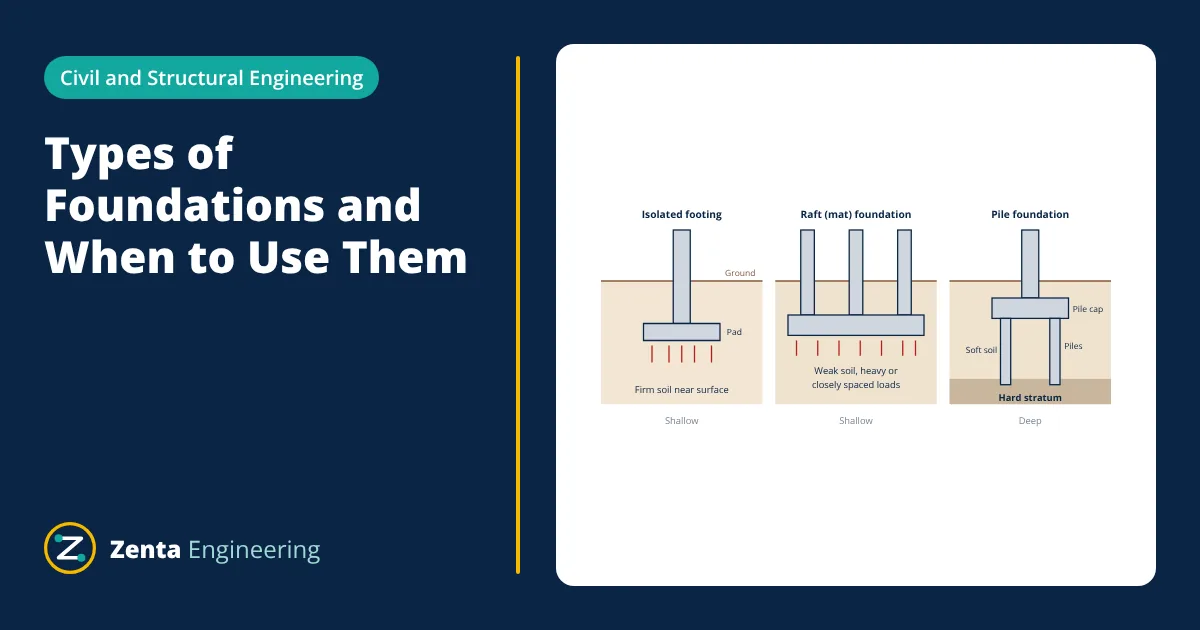 Civil and Structural Engineering
Types of
Foundations and
When to Use Them
Zenta Engineering
Isolated footing
Ground
Pad
Firm soil near surface
Shallow
Raft (mat) foundation
Weak soil, heavy or
closely spaced loads
Shallow
Pile foundation
Pile cap
Soft soil
Piles
Hard stratum
Deep